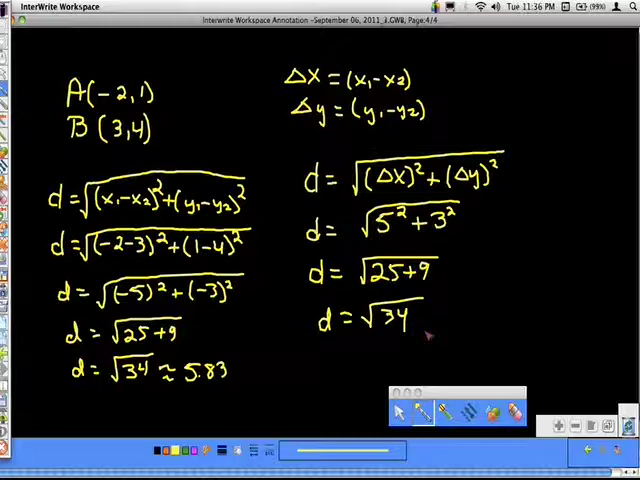 InterWrite Workspace
Tue 11:36 PM
(99%)
InterWrite Workspace Annotation -September 06, 2011_3.GWB, Page:4/4
A(-2,1)
B (3,4)
d=√(x₁-x₂)²+(y₁-y₂)²
d=√(-2-3)²+(1-4)²
d=√(-5)²+(-3)²
d=√25+9
d=√34 ≈ 5.83
Δx=(x₁-x₂)
Δy=(y₁-y₂)
d=√(Δx)²+(Δy)²
d=√5²+3²
d=√25+9
d=√34